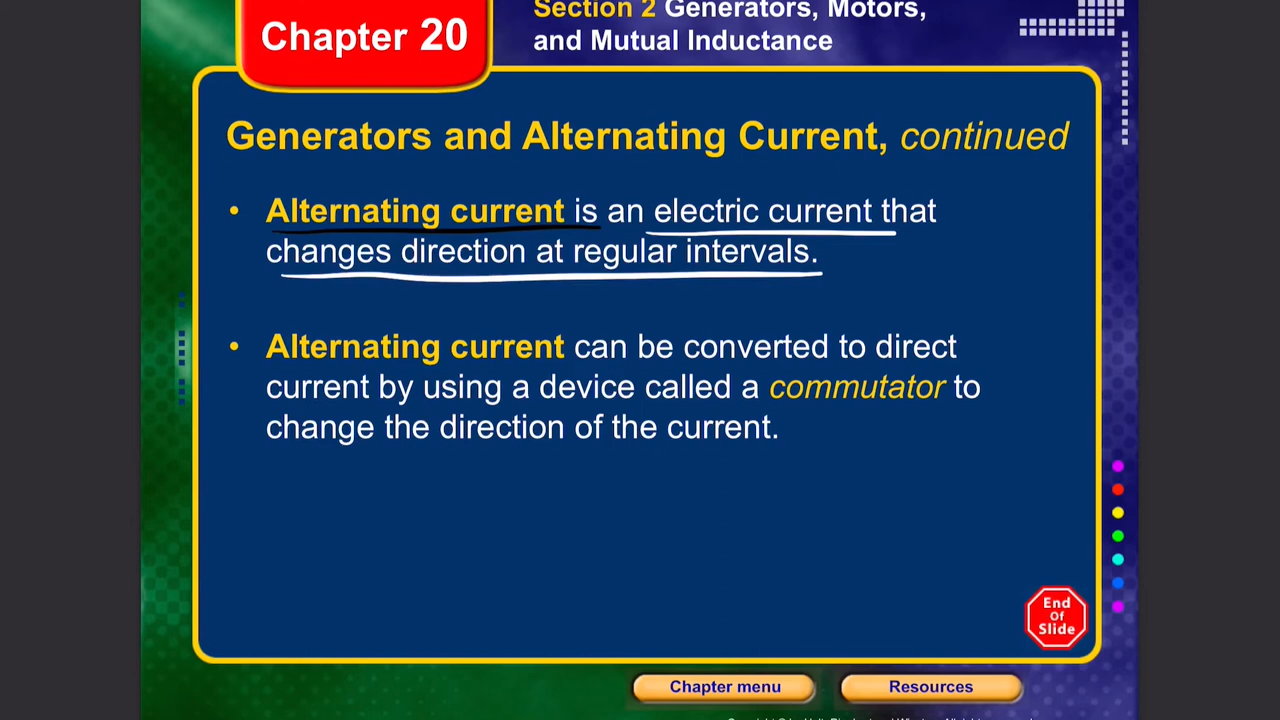 Chapter 20
Section 2 Generators, Motors,
and Mutual Inductance
Generators and Alternating Current, continued
• Alternating current is an electric current that
changes direction at regular intervals.
• Alternating current can be converted to direct
current by using a device called a commutator to
change the direction of the current.
End
Of
Slide
Chapter menu
Resources